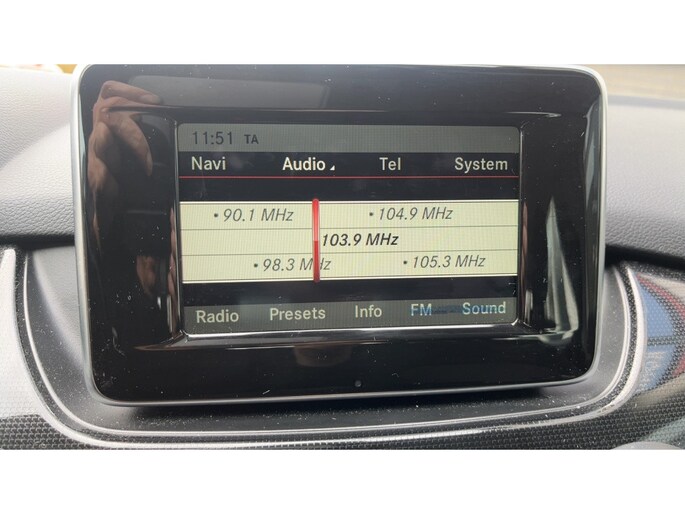 11:51 TA
Navi Audio Tel System
90.1 MHz 104.9 MHz
103.9 MHz
98.3 MHz 105.3 MHz
Radio Presets Info FM Sound